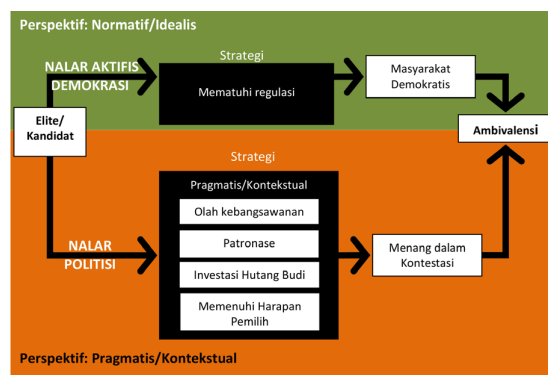 Perspektif: Normatif/Idealis
NALAR AKTIFIS
DEMOKRASI
Strategi
Mematuhi regulasi
Masyarakat
Demokratis
Elite/
Kandidat
Ambivalensi
Strategi
Pragmatis/Kontekstual
Olah kebangsawanan
Patronase
Investasi Hutang Budi
Memenuhi Harapan
Pemilih
NALAR
POLITISI
Menang dalam
Kontestasi
Perspektif: Pragmatis/Kontekstual